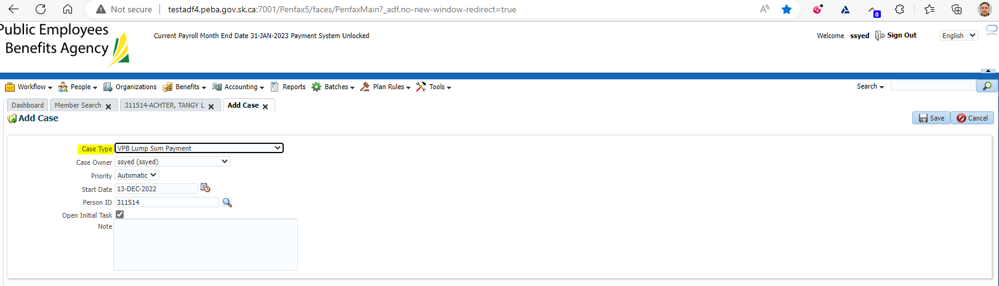 Not secure testadf4.peba.gov.sk.ca:7001/Penfax5/faces/PenfaxMain?_adf.no-new-window-redirect=true
0
Public Employees
Benefits Agency
Current Payroll Month End Date 31-JAN-2023 Payment System Unlocked
Welcome ssyed Sign Out English
Workflow People Organizations Benefits Accounting Reports Batches Plan Rules Tools Search
Dashboard Member Search 311514-ACHTER, TANGY L Add Case
Add Case Save Cancel
Case Type VPB Lump Sum Payment
Case Owner ssyed (ssyed)
Priority Automatic
Start Date 13-DEC-2022
Person ID 311514
Open Initial Task
Note